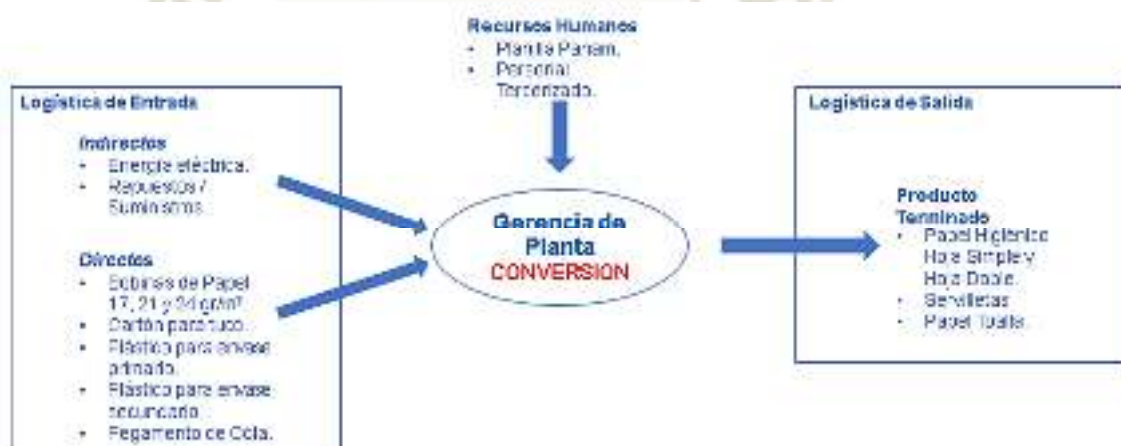 Recursos Humanos
• Planilla Panam.
• Personal
Tercerizado.
Logística de Entrada
Indirectos
• Energía eléctrica.
• Repuestos /
Suministros
Directos
• Bobinas de Papel
17, 21 y 24 gr/m²
• Cartón para tuco.
• Plástico para envase
primario.
• Plástico para envase
secundario
• Pegamento de Cola.
Gerencia de
Planta
CONVERSION
Logística de Salida
Producto
Terminado
• Papel Higiénico
Hoja Simple y
Hoja Doble.
• Servilletas
• Papel Toalla.